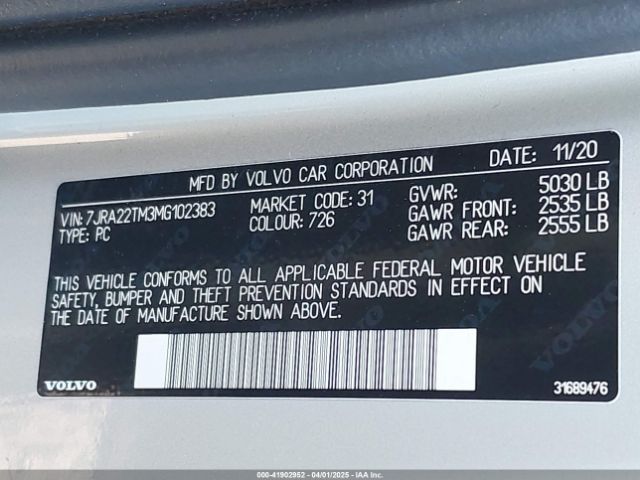 MFD BY VOLVO CAR CORPORATION DATE: 11/20
VIN: 7JRA22TM3MG102383 MARKET CODE: 31 GVWR: 5030 LB
TYPE: PC COLOUR: 726 GAWR FRONT: 2535 LB
GAWR REAR: 2555 LB
THIS VEHICLE CONFORMS TO ALL APPLICABLE FEDERAL MOTOR VEHICLE
SAFETY, BUMPER AND THEFT PREVENTION STANDARDS IN EFFECT ON
THE DATE OF MANUFACTURE SHOWN ABOVE.
VOLVO 31689476
000-41902952 - 04/01/2025 - IAAI.CA